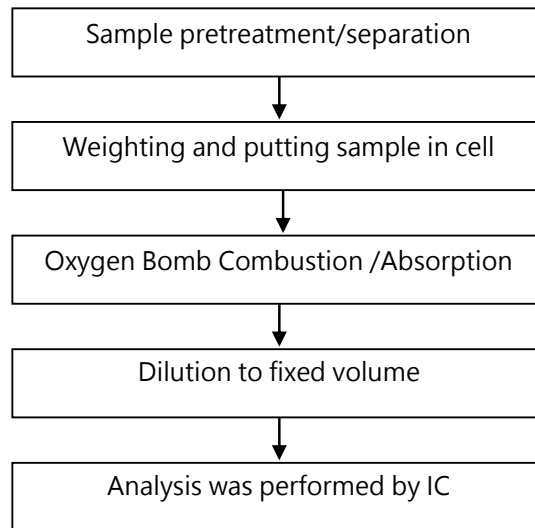 Sample pretreatment/separation
Weighting and putting sample in cell
Oxygen Bomb Combustion /Absorption
Dilution to fixed volume
Analysis was performed by IC